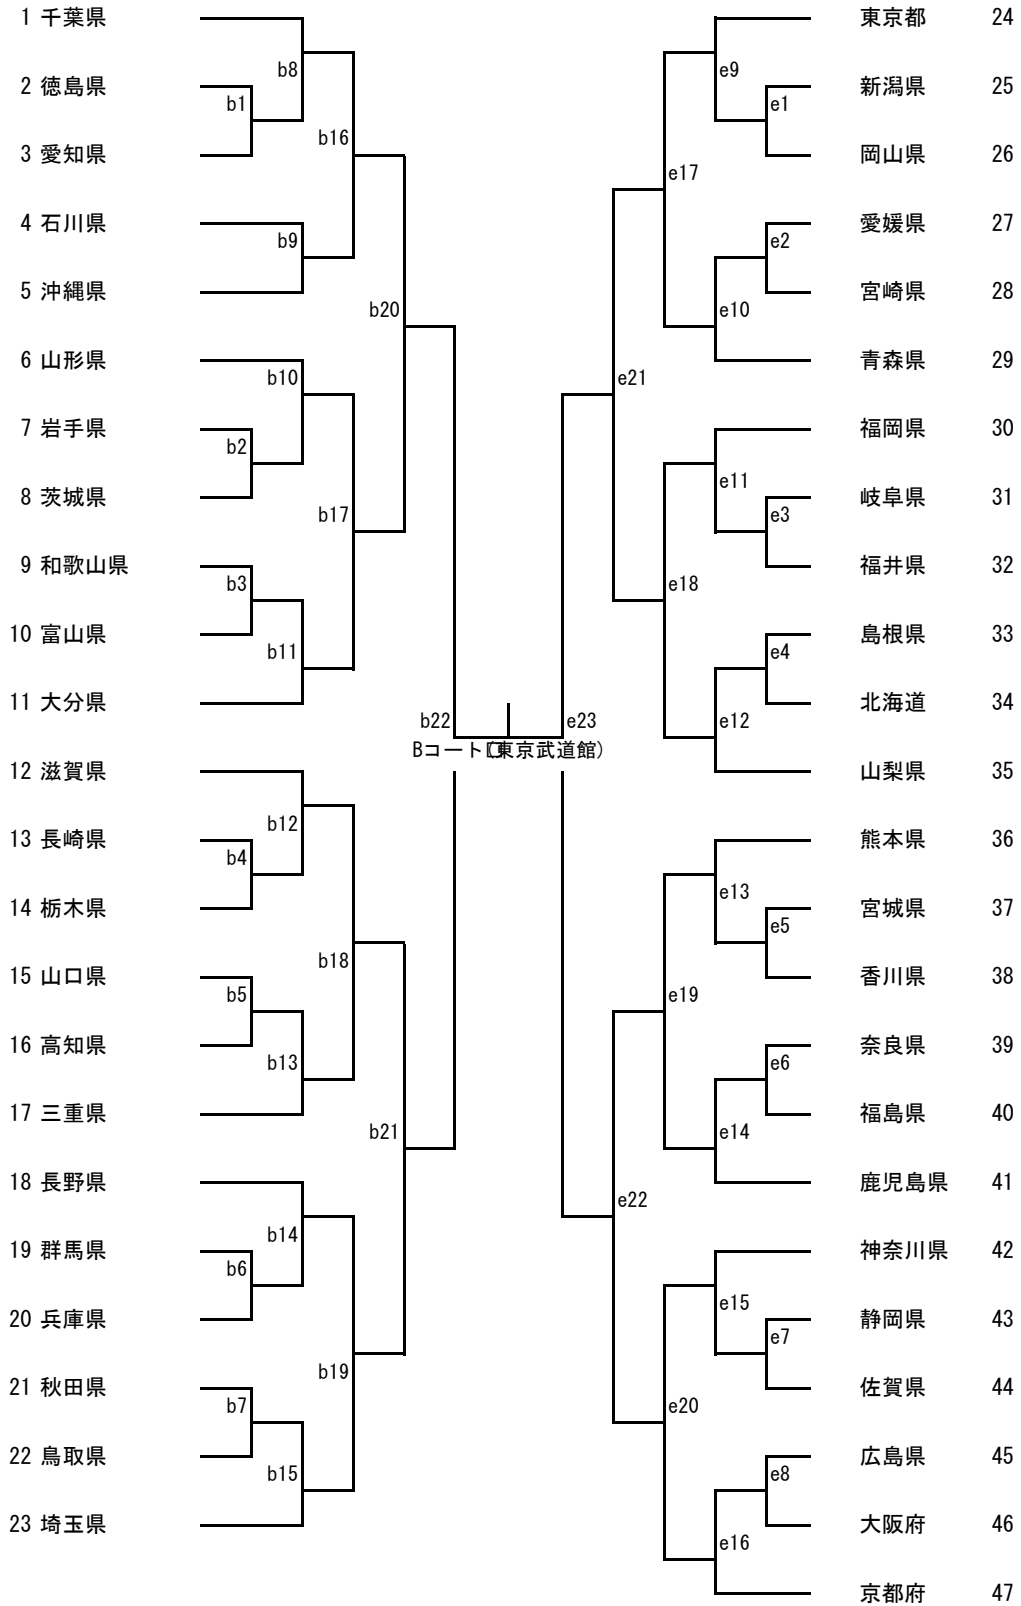 1 千葉県
2 徳島県
3 愛知県
4 石川県
5 沖縄県
6 山形県
7 岩手県
8 茨城県
9 和歌山県
10 富山県
11 大分県
12 滋賀県
13 長崎県
14 栃木県
15 山口県
16 高知県
17 三重県
18 長野県
19 群馬県
20 兵庫県
21 秋田県
22 鳥取県
23 埼玉県
b1
b2
b3
b4
b5
b6
b7
b8
b9
b10
b11
b12
b13
b14
b15
b16
b17
b18
b19
b20
b21
b22
Bコート
東京武道館)
e23
e21
e22
e17
e18
e19
e20
e9
e10
e11
e12
e13
e14
e15
e16
e1
e2
e3
e4
e5
e6
e7
e8
東京都 24
新潟県 25
岡山県 26
愛媛県 27
宮崎県 28
青森県 29
福岡県 30
岐阜県 31
福井県 32
島根県 33
北海道 34
山梨県 35
熊本県 36
宮城県 37
香川県 38
奈良県 39
福島県 40
鹿児島県 41
神奈川県 42
静岡県 43
佐賀県 44
広島県 45
大阪府 46
京都府 47